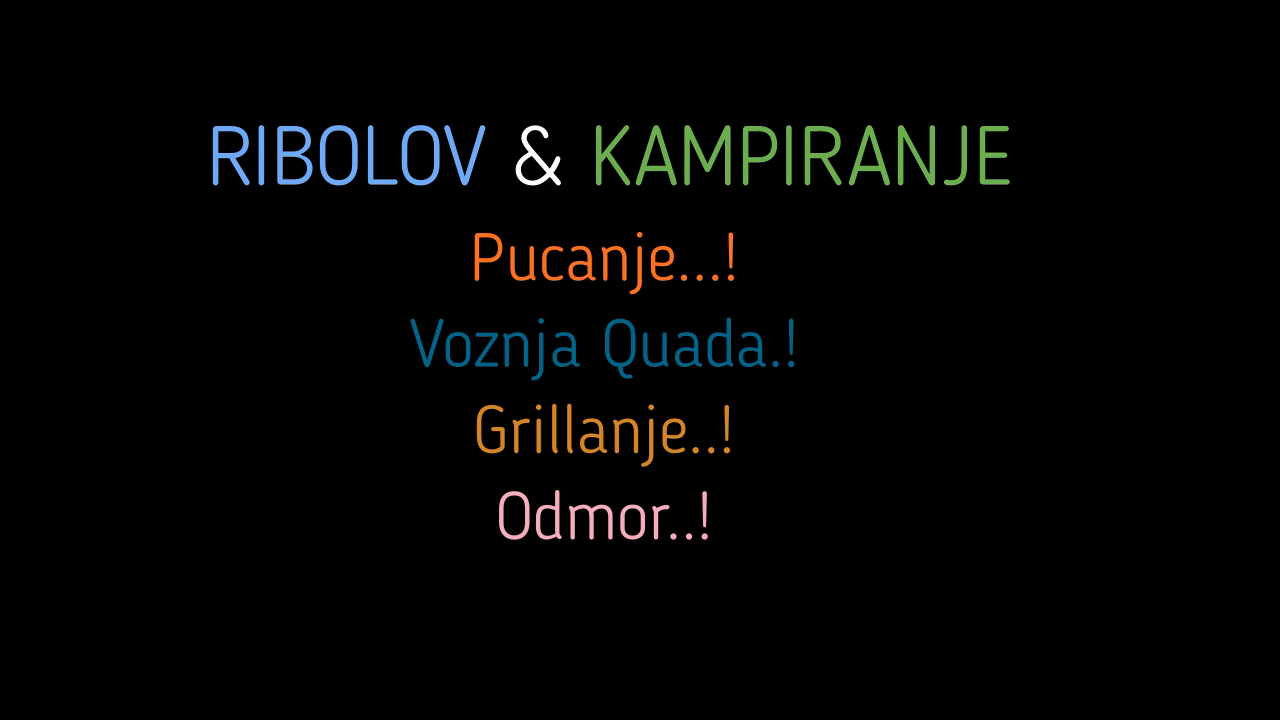 RIBOLOV & KAMPIRANJE
Pucanje...!
Voznja Quada.!
Grillanje..!
Odmor..!